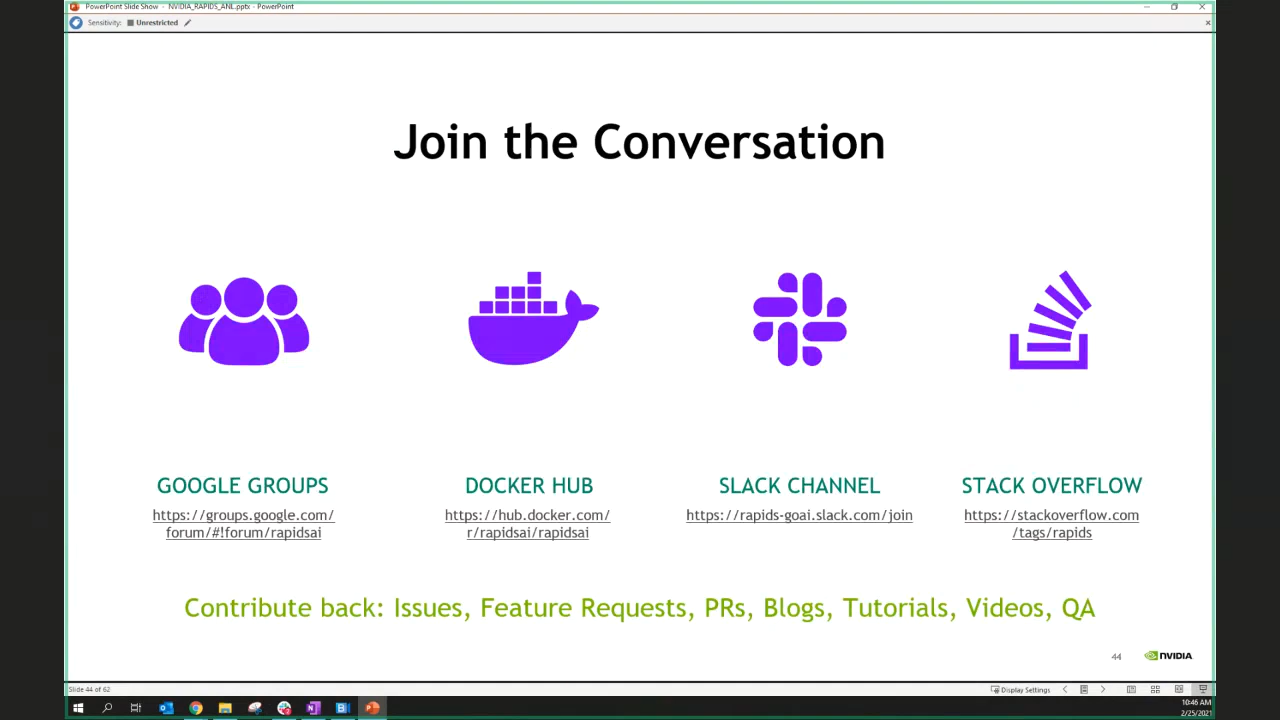 PowerPoint Slide Show - NVIDIA_RAPIDS_ANL.pptx - PowerPoint
Sensitivity: Unrestricted
Join the Conversation
GOOGLE GROUPS
https://groups.google.com/
forum/#!forum/rapidsai
DOCKER HUB
https://hub.docker.com/
r/rapidsai/rapidsai
SLACK CHANNEL
https://rapids-goai.slack.com/join
STACK OVERFLOW
https://stackoverflow.com
/tags/rapids
Contribute back: Issues, Feature Requests, PRs, Blogs, Tutorials, Videos, QA
44
NVIDIA
Slide 44 of 62
Display Settings
10:46 AM
2/25/2021